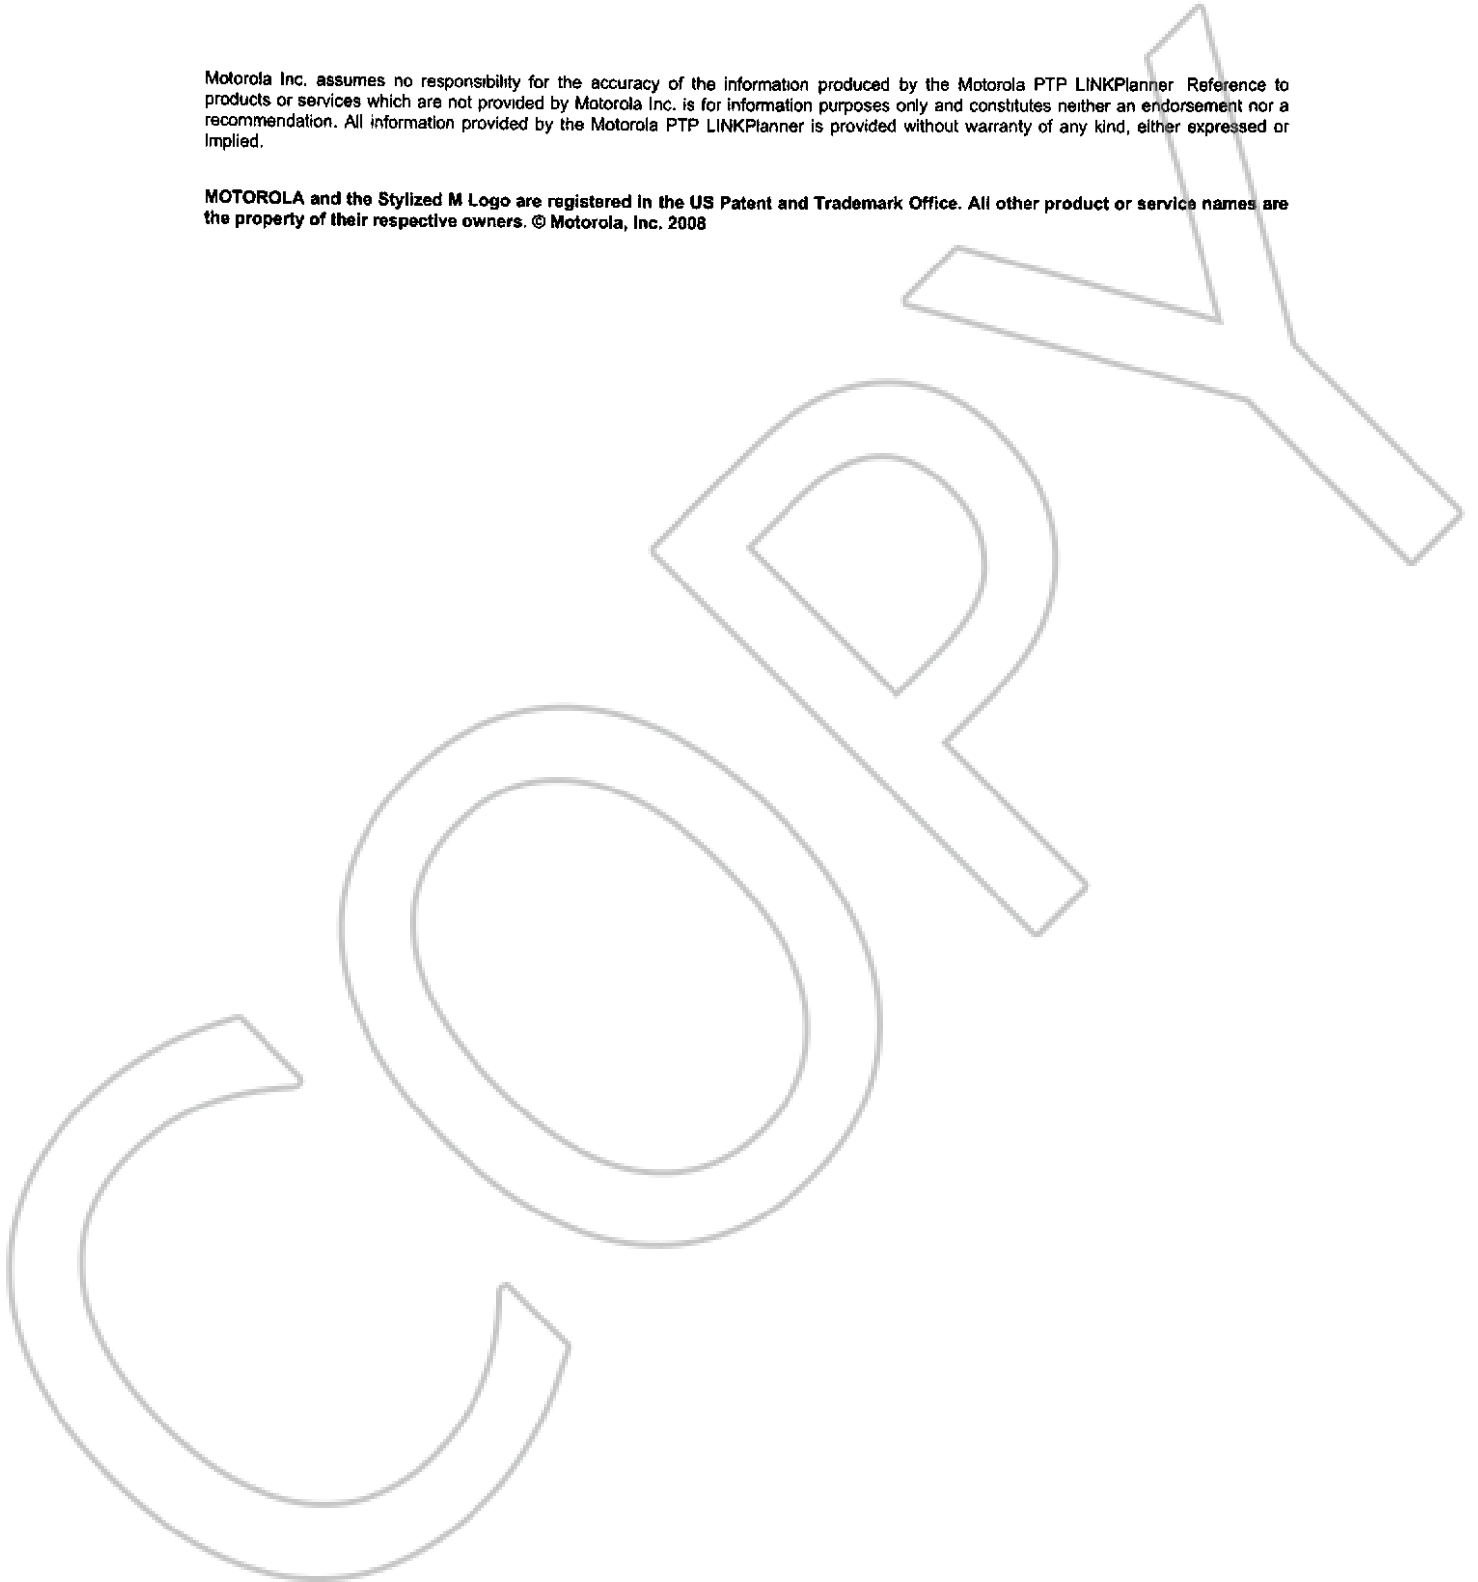 Motorola Inc. assumes no responsibility for the accuracy of the information produced by the Motorola PTP LINKPlanner Reference to
products or services which are not provided by Motorola Inc. is for information purposes only and constitutes neither an endorsement nor a
recommendation. All information provided by the Motorola PTP LINKPlanner is provided without warranty of any kind, either expressed or
implied.
MOTOROLA and the Stylized M Logo are registered in the US Patent and Trademark Office. All other product or service names are
the property of their respective owners. © Motorola, Inc. 2008
COPY